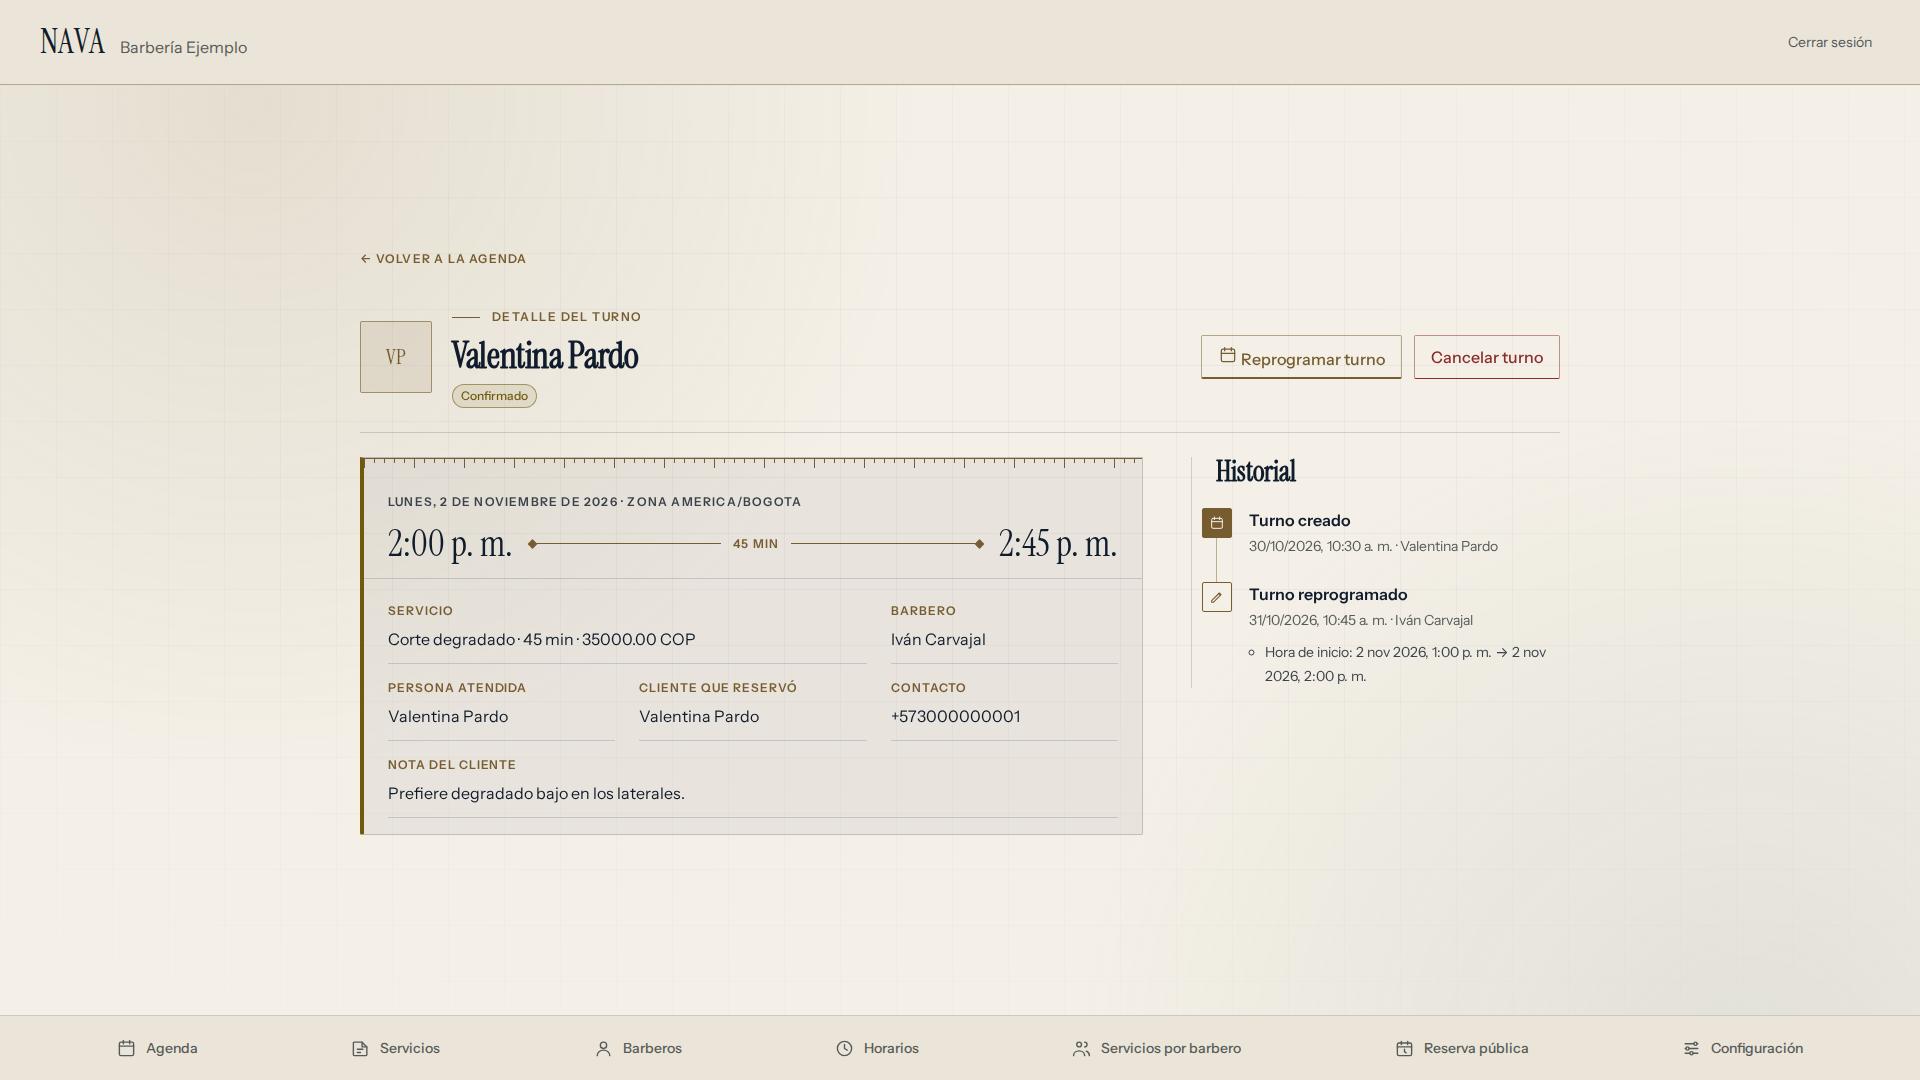 NAVA Barbería Ejemplo
Cerrar sesión
← VOLVER A LA AGENDA
VP
DETALLE DEL TURNO
Valentina Pardo
Confirmado
Reprogramar turno
Cancelar turno
LUNES, 2 DE NOVIEMBRE DE 2026 · ZONA AMERICA/BOGOTA
2:00 p. m. 45 MIN 2:45 p. m.
SERVICIO
Corte degradado · 45 min · 35000.00 COP
BARBERO
Iván Carvajal
PERSONA ATENDIDA
Valentina Pardo
CLIENTE QUE RESERVÓ
Valentina Pardo
CONTACTO
+573000000001
NOTA DEL CLIENTE
Prefiere degradado bajo en los laterales.
Historial
Turno creado
30/10/2026, 10:30 a. m. · Valentina Pardo
Turno reprogramado
31/10/2026, 10:45 a. m. · Iván Carvajal
Hora de inicio: 2 nov 2026, 1:00 p. m. → 2 nov
2026, 2:00 p. m.
Agenda
Servicios
Barberos
Horarios
Servicios por barbero
Reserva pública
Configuración